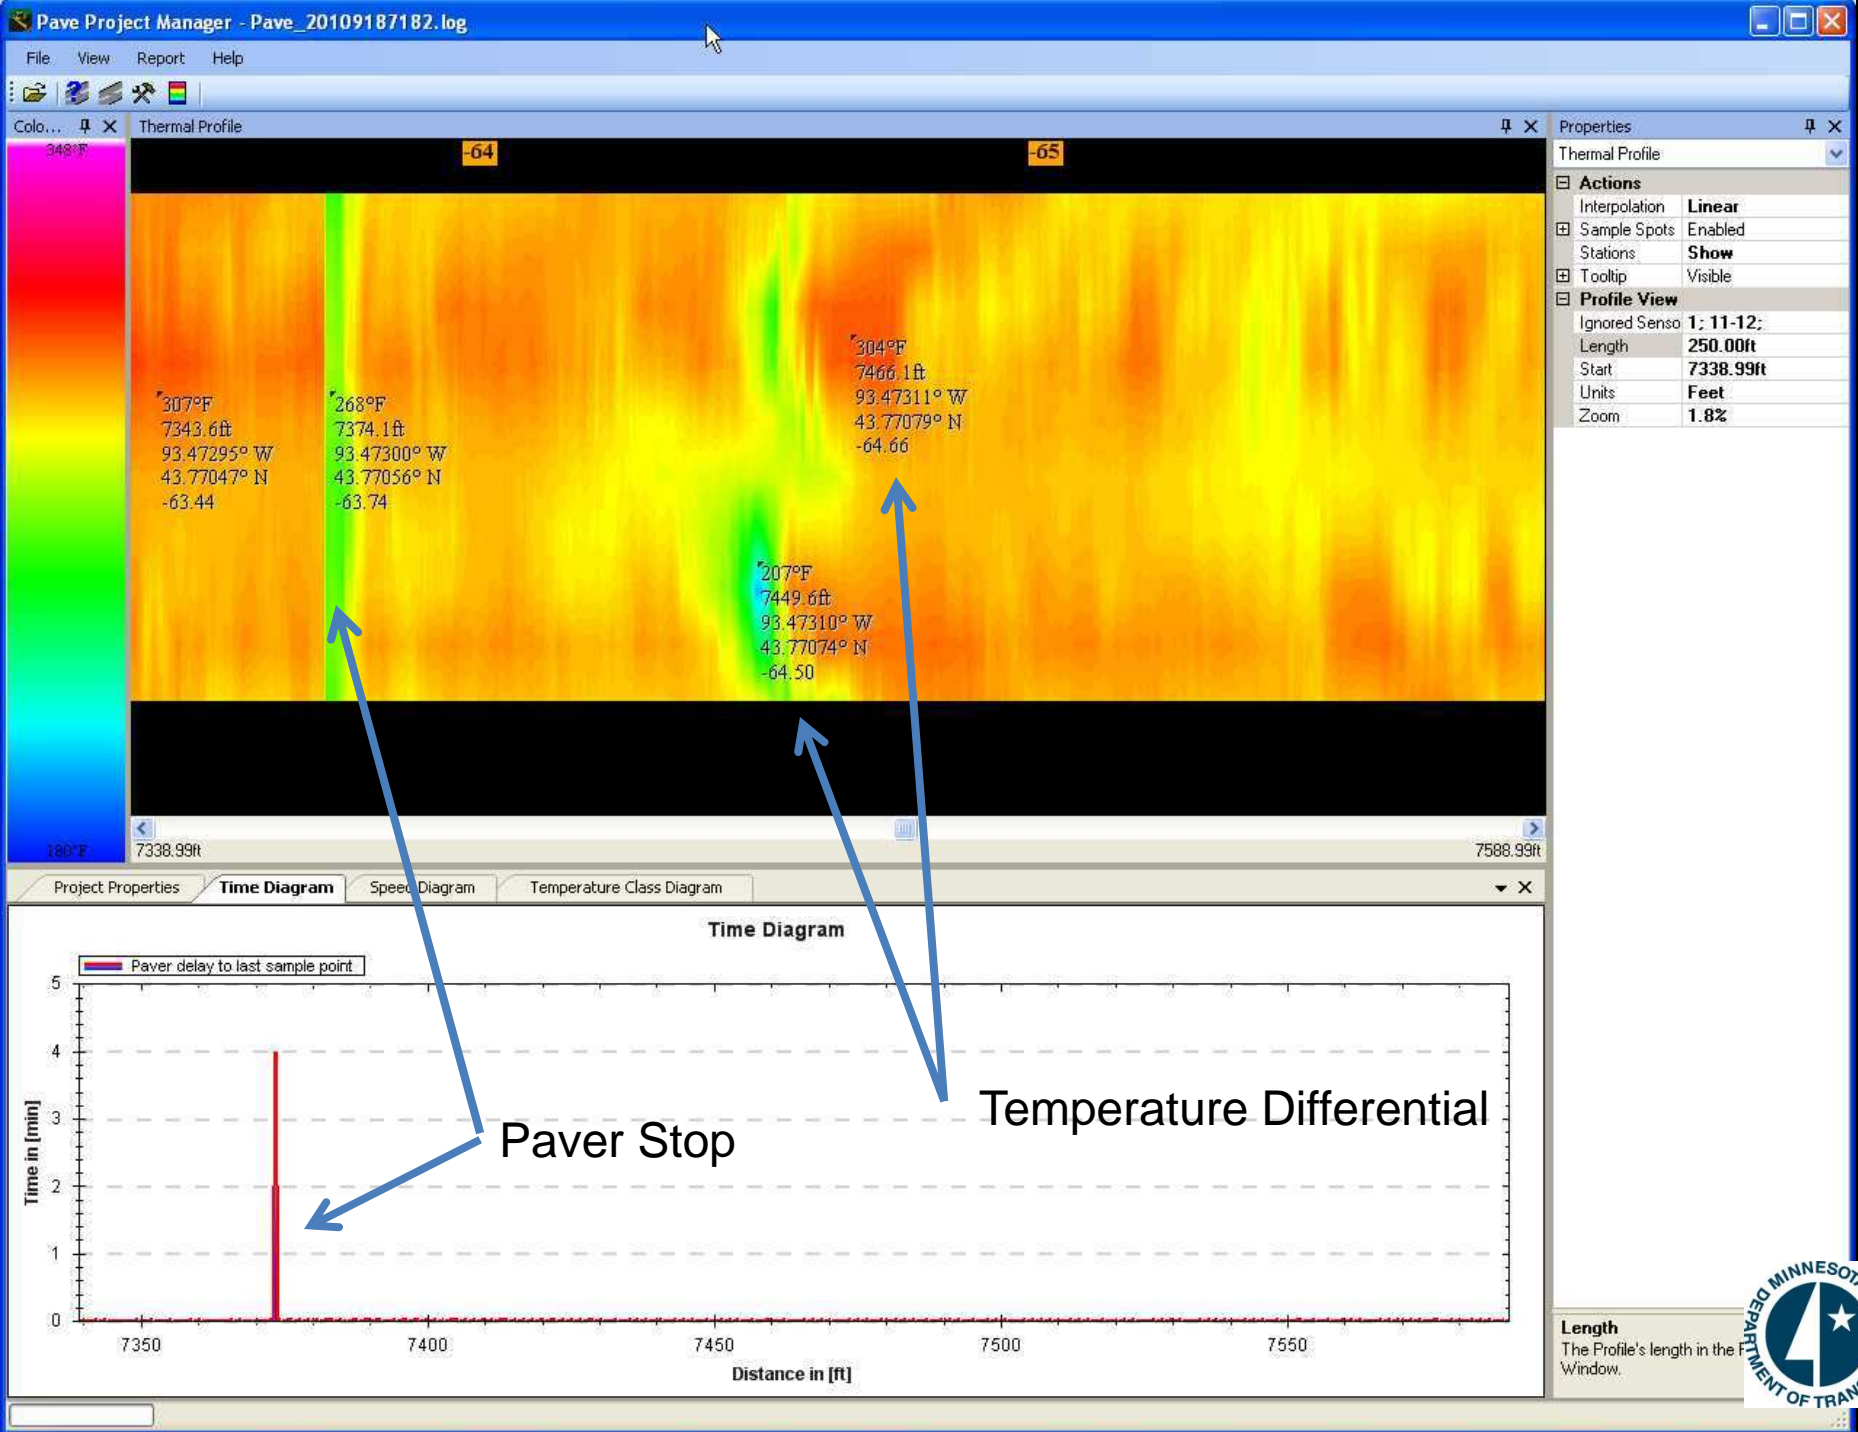 Pave Project Manager - Pave_20109187182.log
File View Report Help
Colo...
Thermal Profile
Properties
348°F
-64
-65
Thermal Profile
Actions
Interpolation Linear
Sample Spots Enabled
Stations Show
Tooltip Visible
Profile View
Ignored Senso 1; 11-12;
Length 250.00ft
Start 7338.99ft
Units Feet
Zoom 1.8%
307°F
7343.6ft
93.47295° W
43.77047° N
-63.44
268°F
7374.1ft
93.47300° W
43.77056° N
-63.74
304°F
7466.1ft
93.47311° W
43.77079° N
-64.66
207°F
7449.6ft
93.47310° W
43.77074° N
-64.50
180°F
7338.99ft
7588.99ft
Project Properties Time Diagram Speed Diagram Temperature Class Diagram
Time Diagram
Paver delay to last sample point
5
4
3
2
1
0
Time in [min]
7350 7400 7450 7500 7550
Distance in [ft]
Paver Stop
Temperature Differential
Length
The Profile's length in the
Window.
MINNESOT
DEPARTMENT OF TRAN